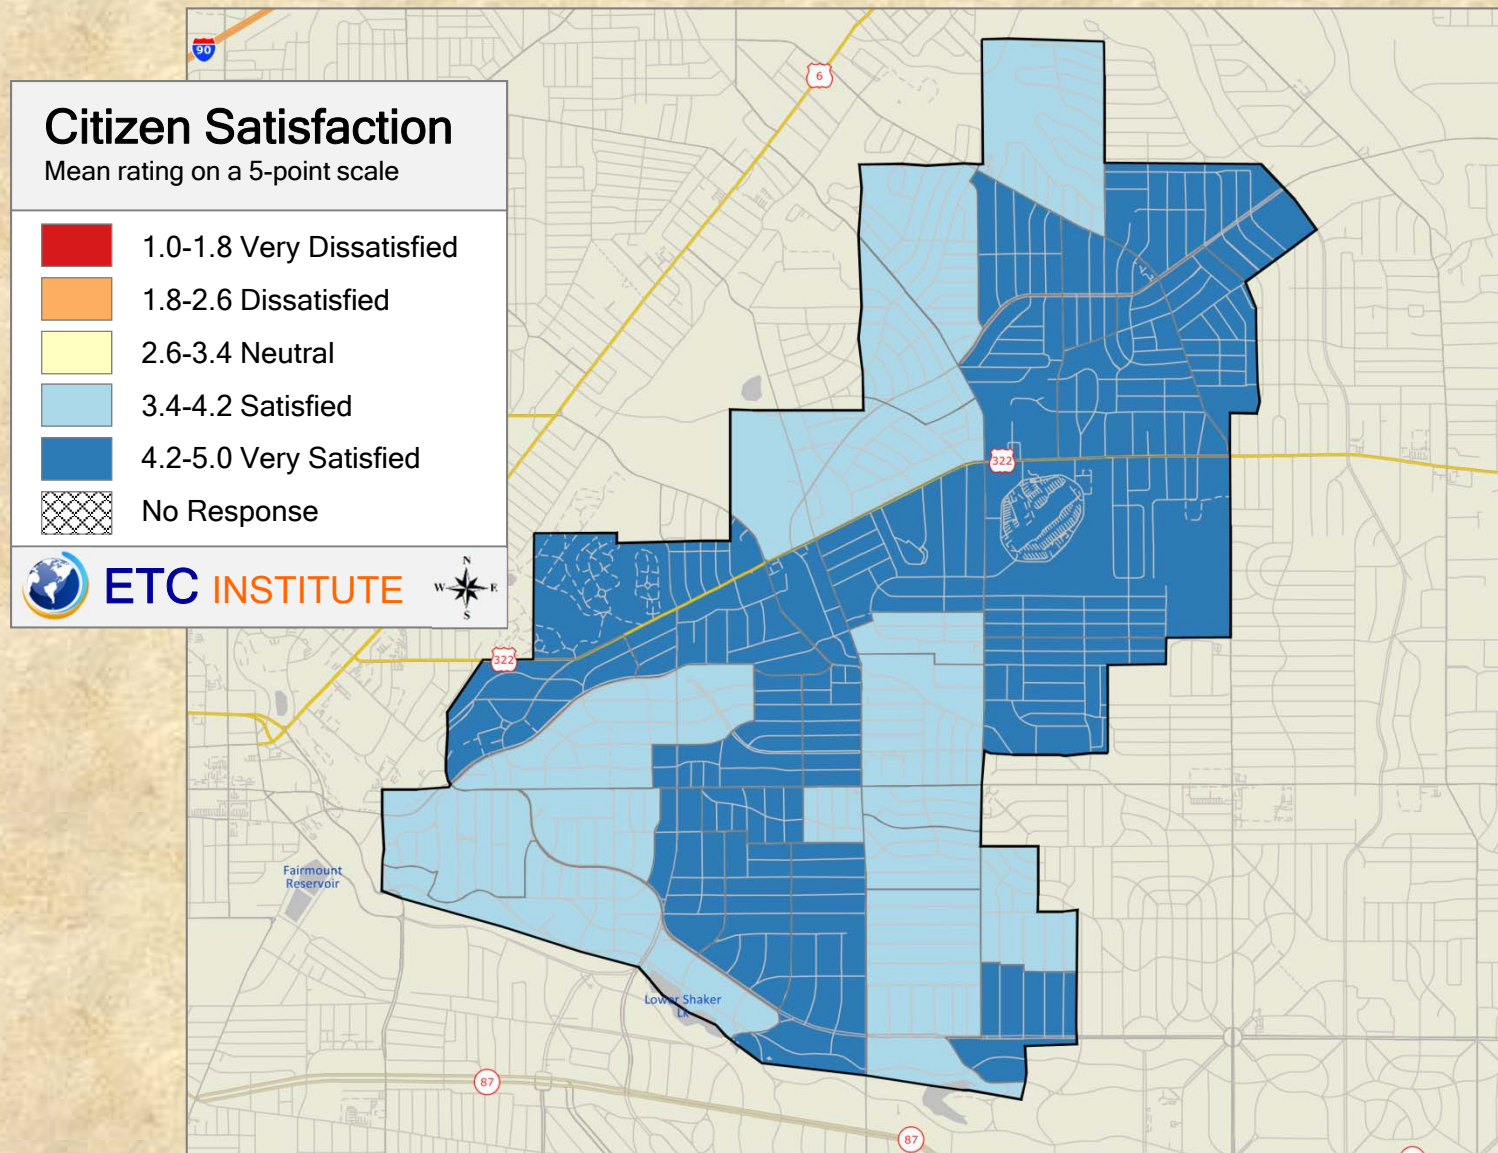 90
6
Citizen Satisfaction
Mean rating on a 5-point scale
1.0-1.8 Very Dissatisfied
1.8-2.6 Dissatisfied
2.6-3.4 Neutral
3.4-4.2 Satisfied
4.2-5.0 Very Satisfied
No Response
ETC INSTITUTE
N
W E
S
322
322
Fairmount
Reservoir
Lower Shaker
Lk
87
87